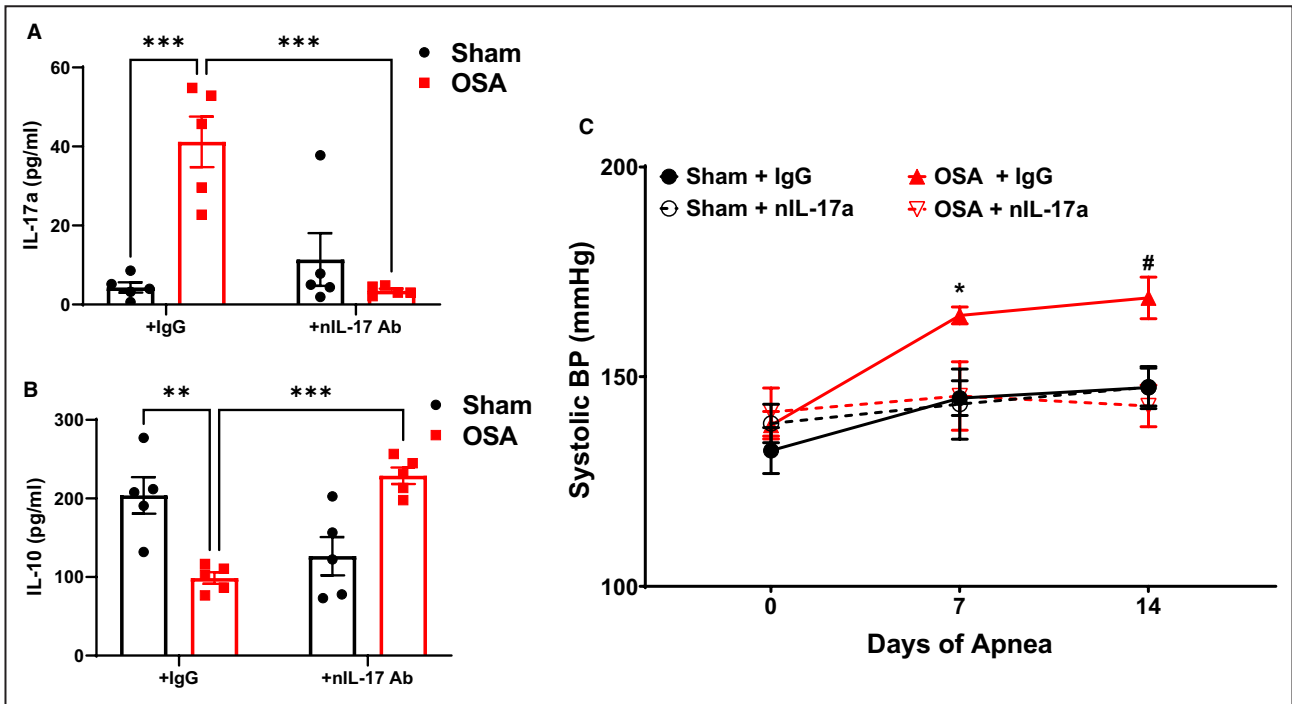 A
*** ***
Sham
OSA
60
40
20
0
IL-17a (pg/ml)
+IgG +nIL-17 Ab
B
** ***
Sham
OSA
300
200
100
0
IL-10 (pg/ml)
+IgG +nIL-17 Ab
C
200
150
100
Systolic BP (mmHg)
Sham + IgG OSA + IgG
Sham + nIL-17a OSA + nIL-17a
*
#
0 7 14
Days of Apnea